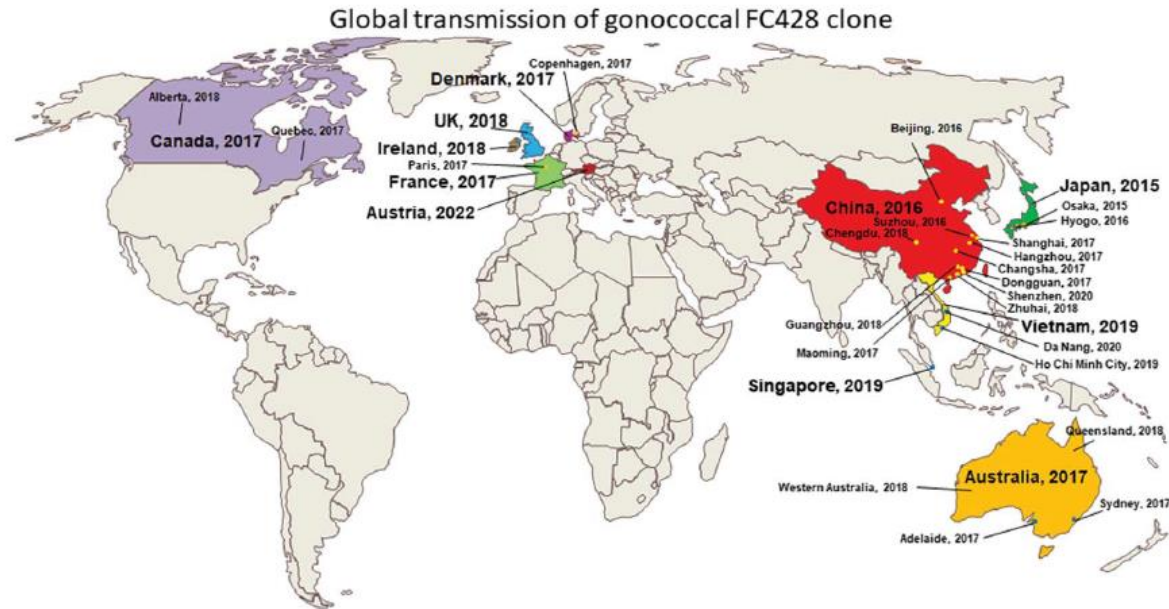 Global transmission of gonococcal FC428 clone
Copenhagen, 2017
Denmark, 2017
Alberta, 2018
Canada, 2017
Quebec, 2017
UK, 2018
Ireland, 2018
Paris, 2017
France, 2017
Austria, 2022
Beijing, 2016
China, 2016
Suzhou, 2016
Chengdu, 2018
Japan, 2015
Osaka, 2015
Hyogo, 2016
Shanghai, 2017
Hangzhou, 2017
Changsha, 2017
Dongguan, 2017
Shenzhen, 2020
Zhuhai, 2018
Guangzhou, 2018
Vietnam, 2019
Maoming, 2017
Da Nang, 2020
Ho Chi Minh City, 2019
Singapore, 2019
Queensland, 2018
Australia, 2017
Western Australia, 2018
Sydney, 2017
Adelaide, 2017